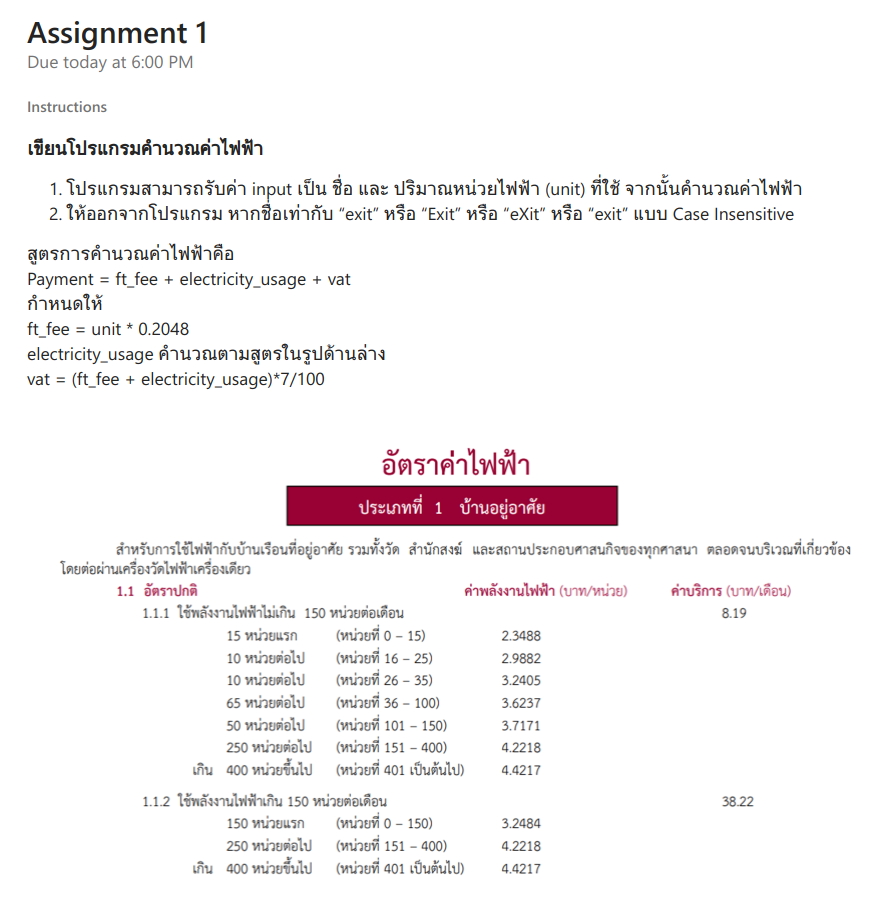 Assignment 1
Due today at 6:00 PM
Instructions
เขียนโปรแกรมคำนวณค่าไฟฟ้า
1. โปรแกรมสามารถรับค่า input เป็น ชื่อ และ ปริมาณหน่วยไฟฟ้า (unit) ที่ใช้ จากนั้นคำนวณค่าไฟฟ้า
2. ให้ออกจากโปรแกรม หากชื่อเท่ากับ “exit” หรือ “Exit” หรือ “eXit” หรือ “exit” แบบ Case Insensitive
สูตรการคำนวณค่าไฟฟ้าคือ
Payment = ft_fee + electricity_usage + vat
กำหนดให้
ft_fee = unit * 0.2048
electricity_usage คำนวณตามสูตรในรูปด้านล่าง
vat = (ft_fee + electricity_usage)*7/100
อัตราค่าไฟฟ้า
ประเภทที่ 1 บ้านอยู่อาศัย
สำหรับการใช้ไฟฟ้ากับบ้านเรือนที่อยู่อาศัย รวมทั้งวัด สำนักสงฆ์ และสถานประกอบศาสนกิจของทุกศาสนา ตลอดจนบริเวณที่เกี่ยวข้อง
โดยต่อผ่านเครื่องวัดไฟฟ้าเครื่องเดียว
1.1 อัตราปกติ ค่าพลังงานไฟฟ้า (บาท/หน่วย) ค่าบริการ (บาท/เดือน)
1.1.1 ใช้พลังงานไฟฟ้าไม่เกิน 150 หน่วยต่อเดือน 8.19
15 หน่วยแรก (หน่วยที่ 0 – 15) 2.3488
10 หน่วยต่อไป (หน่วยที่ 16 – 25) 2.9882
10 หน่วยต่อไป (หน่วยที่ 26 – 35) 3.2405
65 หน่วยต่อไป (หน่วยที่ 36 – 100) 3.6237
50 หน่วยต่อไป (หน่วยที่ 101 – 150) 3.7171
250 หน่วยต่อไป (หน่วยที่ 151 – 400) 4.2218
เกิน 400 หน่วยขึ้นไป (หน่วยที่ 401 เป็นต้นไป) 4.4217
1.1.2 ใช้พลังงานไฟฟ้าเกิน 150 หน่วยต่อเดือน 38.22
150 หน่วยแรก (หน่วยที่ 0 – 150) 3.2484
250 หน่วยต่อไป (หน่วยที่ 151 – 400) 4.2218
เกิน 400 หน่วยขึ้นไป (หน่วยที่ 401 เป็นต้นไป) 4.4217